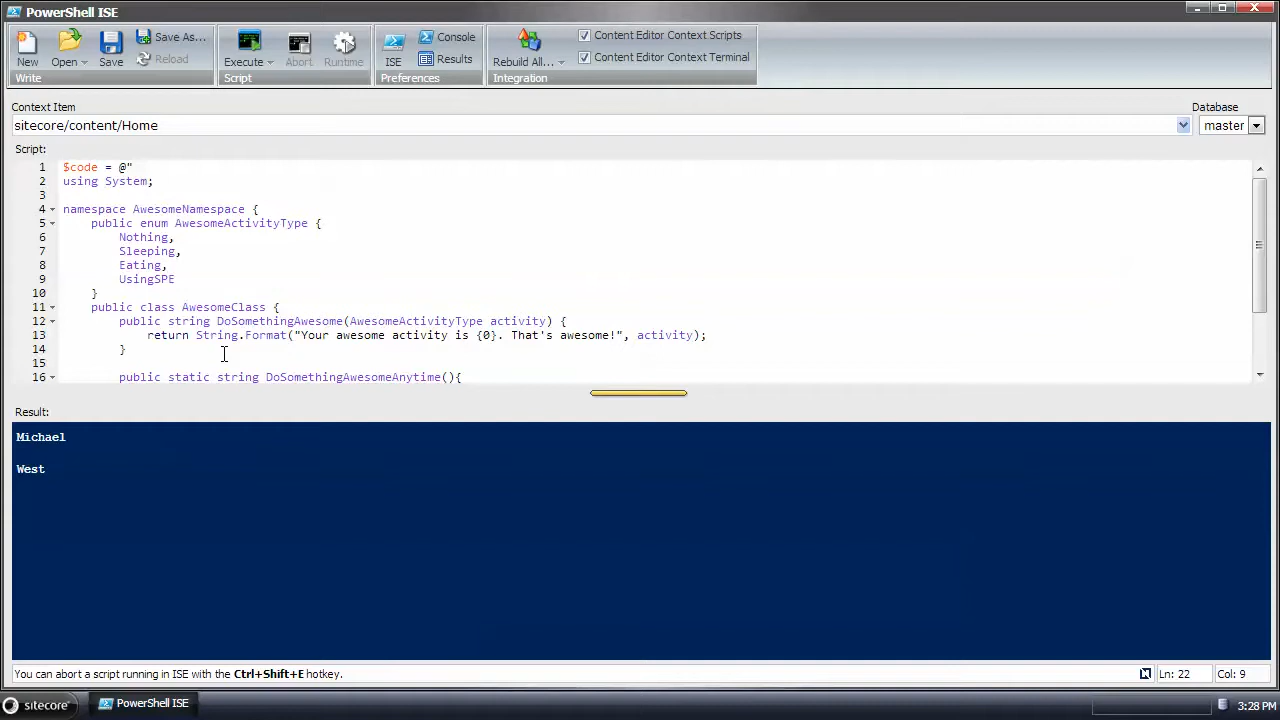 PowerShell ISE
New
Open
Save
Save As...
Reload
Write
Execute
Abort
Runtime
Script
ISE
Console
Results
Preferences
Rebuild All...
Content Editor Context Scripts
Content Editor Context Terminal
Integration
Context Item
Database
sitecore/content/Home
master
Script:
1 $code = @"
2 using System;
3
4 namespace AwesomeNamespace {
5 public enum AwesomeActivityType {
6 Nothing,
7 Sleeping,
8 Eating,
9 UsingSPE
10 }
11 public class AwesomeClass {
12 public string DoSomethingAwesome(AwesomeActivityType activity) {
13 return String.Format("Your awesome activity is {0}. That's awesome!", activity);
14 }
15
16 public static string DoSomethingAwesomeAnytime(){
Result:
Michael
West
You can abort a script running in ISE with the Ctrl+Shift+E hotkey.
Ln: 22
Col: 9
sitecore
PowerShell ISE
3:28 PM